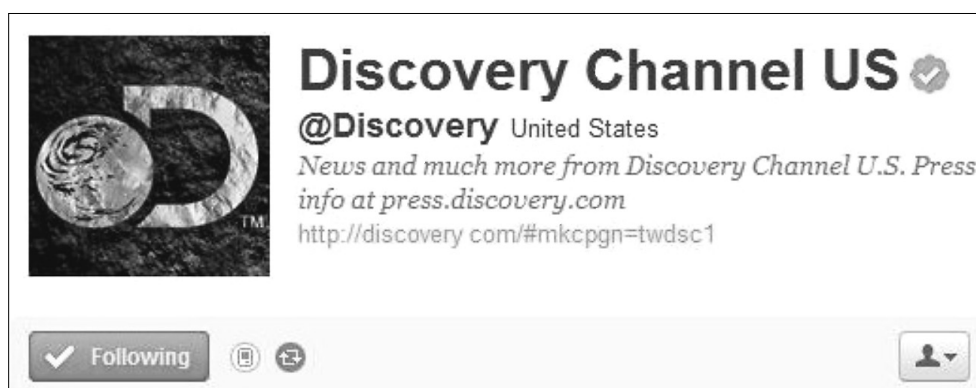 Discovery Channel US
@Discovery United States
News and much more from Discovery Channel U.S. Press
info at press.discovery.com
http://discovery com/#mkcpgn=twdsc1
TM
Following